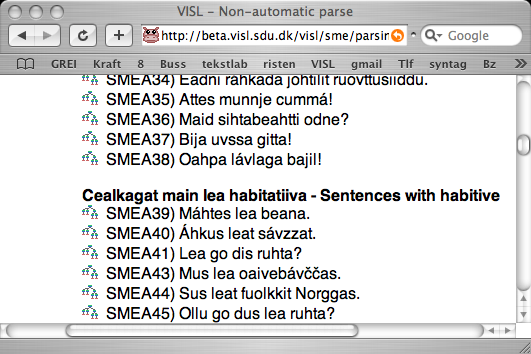 VISL – Non-automatic parse
http://beta.visl.sdu.dk/visl/sme/parsin
Google
GREI Kraft 8 Buss tekstlab risten VISL gmail Tlf syntag Bz »
SMEA34) Eadni ráhkada johtilit ruovttusiiddu.
SMEA35) Attes munnje cummá!
SMEA36) Maid sihtabeahtti odne?
SMEA37) Bija uvssa gitta!
SMEA38) Oahpa lávlaga bajil!
Cealkagat main lea habitatiiva - Sentences with habitive
SMEA39) Máhtes lea beana.
SMEA40) Áhkus leat sávzzat.
SMEA41) Lea go dis ruhta?
SMEA43) Mus lea oaivebávččas.
SMEA44) Sus leat fuolkkit Norggas.
SMEA45) Ollu go dus lea ruhta?